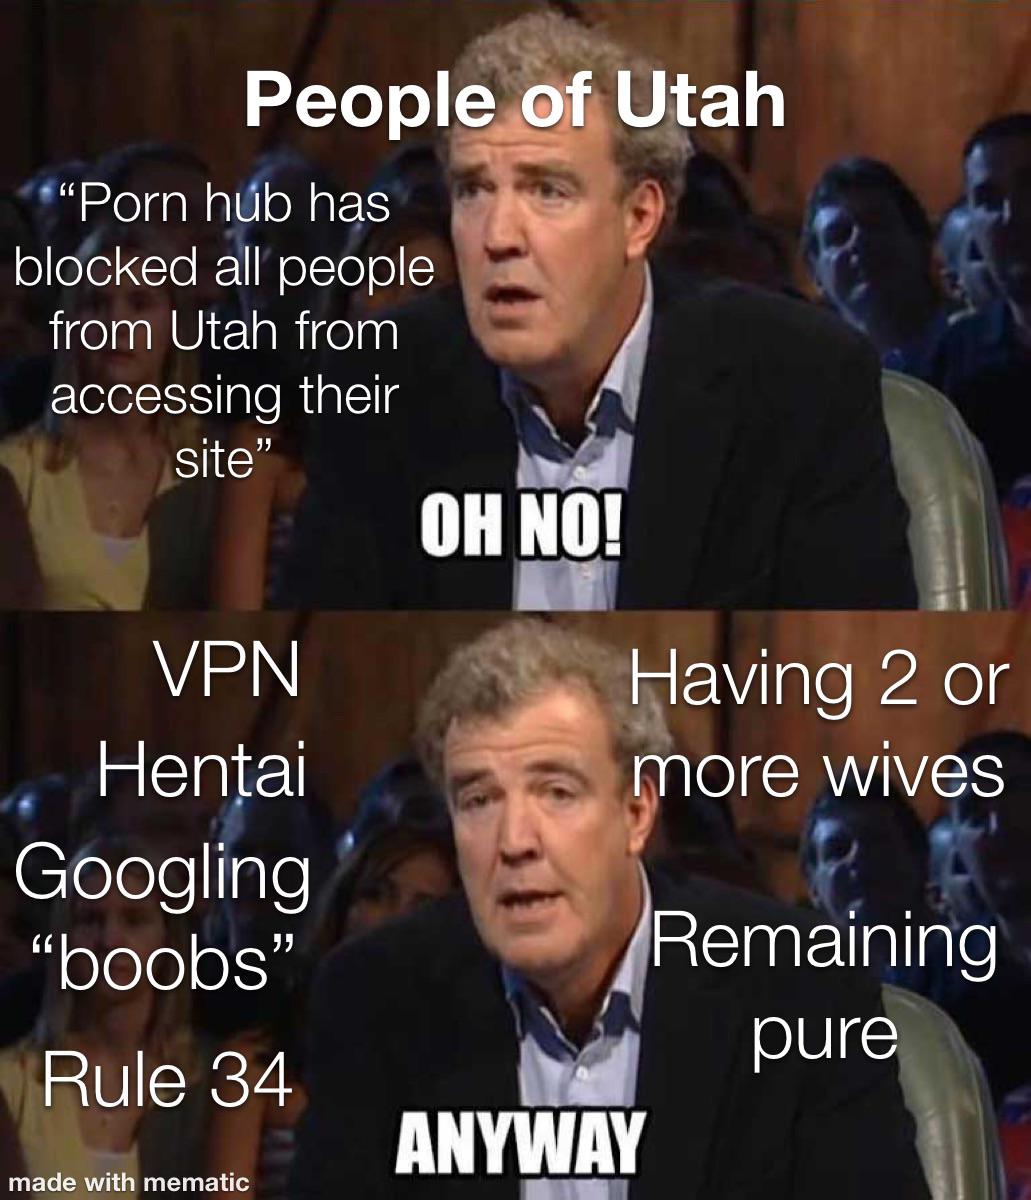 People of Utah
“Porn hub has
blocked all people
from Utah from
accessing their
site”
OH NO!
VPN
Hentai
Googling
“boobs”
Rule 34
Having 2 or
more wives
Remaining
pure
ANYWAY
made with mematic